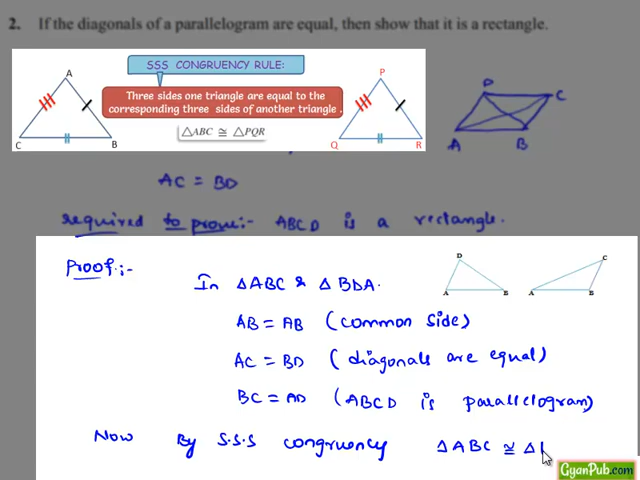 2. If the diagonals of a parallelogram are equal, then show that it is a rectangle.
SSS CONGRUENCY RULE:
Three sides one triangle are equal to the
corresponding three sides of another triangle.
△ABC ≅ △PQR
A
C
B
P
Q
R
D
C
A
B
AC = BD
required to prove:- ABCD is a rectangle.
Proof:-
In △ABC & △BDA.
D
A
B
C
A
B
AB = AB (common side)
AC = BD (diagonals are equal)
BC = AD (ABCD is parallelogram)
Now By S.S.S congruency △ABC ≅ △
GyanPub.com